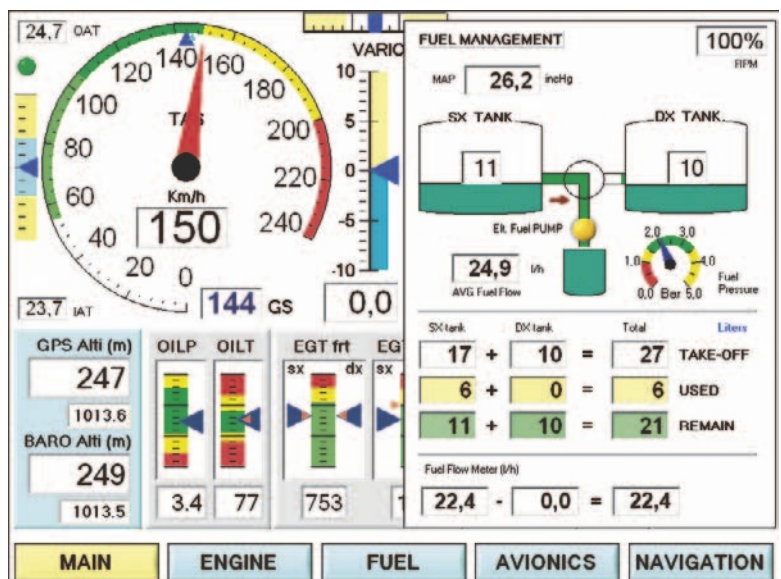 24,7 OAT
0 20 40 60 80 100 120 140 160 180 200 220 240
TAS
Km/h
150
144 GS
23,7 IAT
VARIO
10
5
0
-5
-10
0,0
GPS Alti (m)
247
1013.6
BARO Alti (m)
249
1013.5
OILP OILT
3.4 77
EGT frt EGT
sx dx sx
753 1
FUEL MANAGEMENT
100%
RPM
MAP 26,2 incHg
SX TANK DX TANK
11 10
Elt. Fuel PUMP
24,9 l/h
AVG Fuel Flow
0,0 1.0 2.0 3.0 4.0 5,0
Bar
Fuel
Pressure
SX tank DX tank Total Liters
17 + 10 = 27 TAKE-OFF
6 + 0 = 6 USED
11 + 10 = 21 REMAIN
Fuel Flow Meter (l/h)
22,4 - 0,0 = 22,4
MAIN ENGINE FUEL AVIONICS NAVIGATION